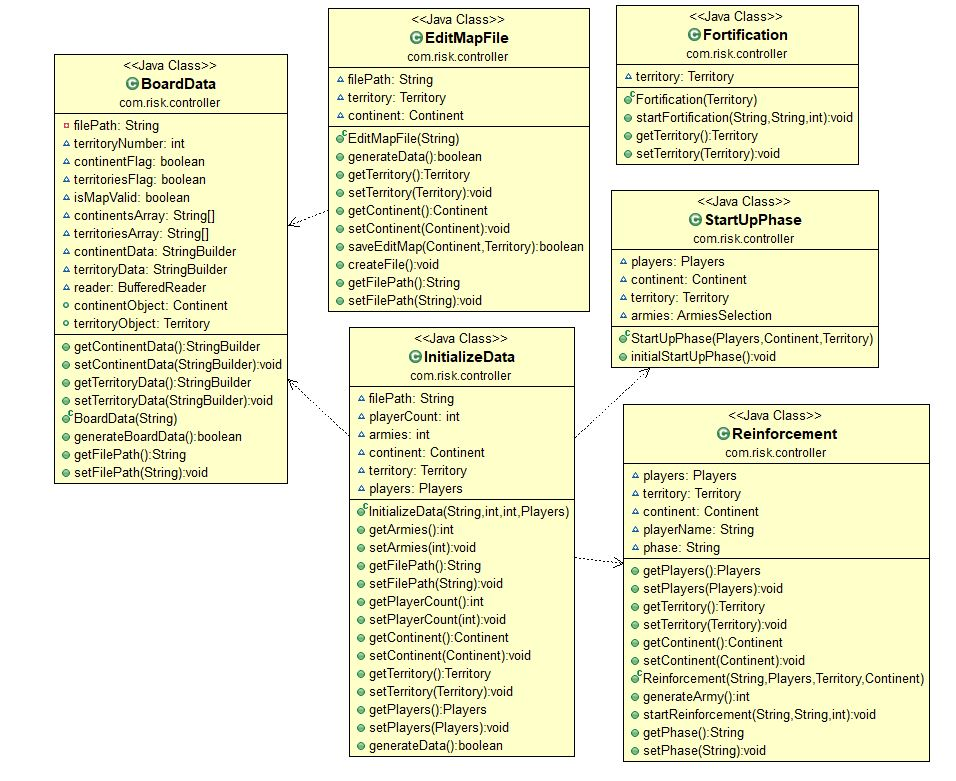 <<Java Class>>
BoardData
com.risk.controller
filePath: String
territoryNumber: int
continentFlag: boolean
territoriesFlag: boolean
isMapValid: boolean
continentsArray: String[]
territoriesArray: String[]
continentData: StringBuilder
territoryData: StringBuilder
reader: BufferedReader
continentObject: Continent
territoryObject: Territory
getContinentData():StringBuilder
setContinentData(StringBuilder):void
getTerritoryData():StringBuilder
setTerritoryData(StringBuilder):void
BoardData(String)
generateBoardData():boolean
getFilePath():String
setFilePath(String):void
<<Java Class>>
EditMapFile
com.risk.controller
filePath: String
territory: Territory
continent: Continent
EditMapFile(String)
generateData():boolean
getTerritory():Territory
setTerritory(Territory):void
getContinent():Continent
setContinent(Continent):void
saveEditMap(Continent,Territory):boolean
createFile():void
getFilePath():String
setFilePath(String):void
<<Java Class>>
InitializeData
com.risk.controller
filePath: String
playerCount: int
armies: int
continent: Continent
territory: Territory
players: Players
InitializeData(String,int,int,Players)
getArmies():int
setArmies(int):void
getFilePath():String
setFilePath(String):void
getPlayerCount():int
setPlayerCount(int):void
getContinent():Continent
setContinent(Continent):void
getTerritory():Territory
setTerritory(Territory):void
getPlayers():Players
setPlayers(Players):void
generateData():boolean
<<Java Class>>
Fortification
com.risk.controller
territory: Territory
Fortification(Territory)
startFortification(String,String,int):void
getTerritory():Territory
setTerritory(Territory):void
<<Java Class>>
StartUpPhase
com.risk.controller
players: Players
continent: Continent
territory: Territory
armies: ArmiesSelection
StartUpPhase(Players,Continent,Territory)
initialStartUpPhase():void
<<Java Class>>
Reinforcement
com.risk.controller
players: Players
territory: Territory
continent: Continent
playerName: String
phase: String
getPlayers():Players
setPlayers(Players):void
getTerritory():Territory
setTerritory(Territory):void
getContinent():Continent
setContinent(Continent):void
Reinforcement(String,Players,Territory,Continent)
generateArmy():int
startReinforcement(String,String,int):void
getPhase():String
setPhase(String):void